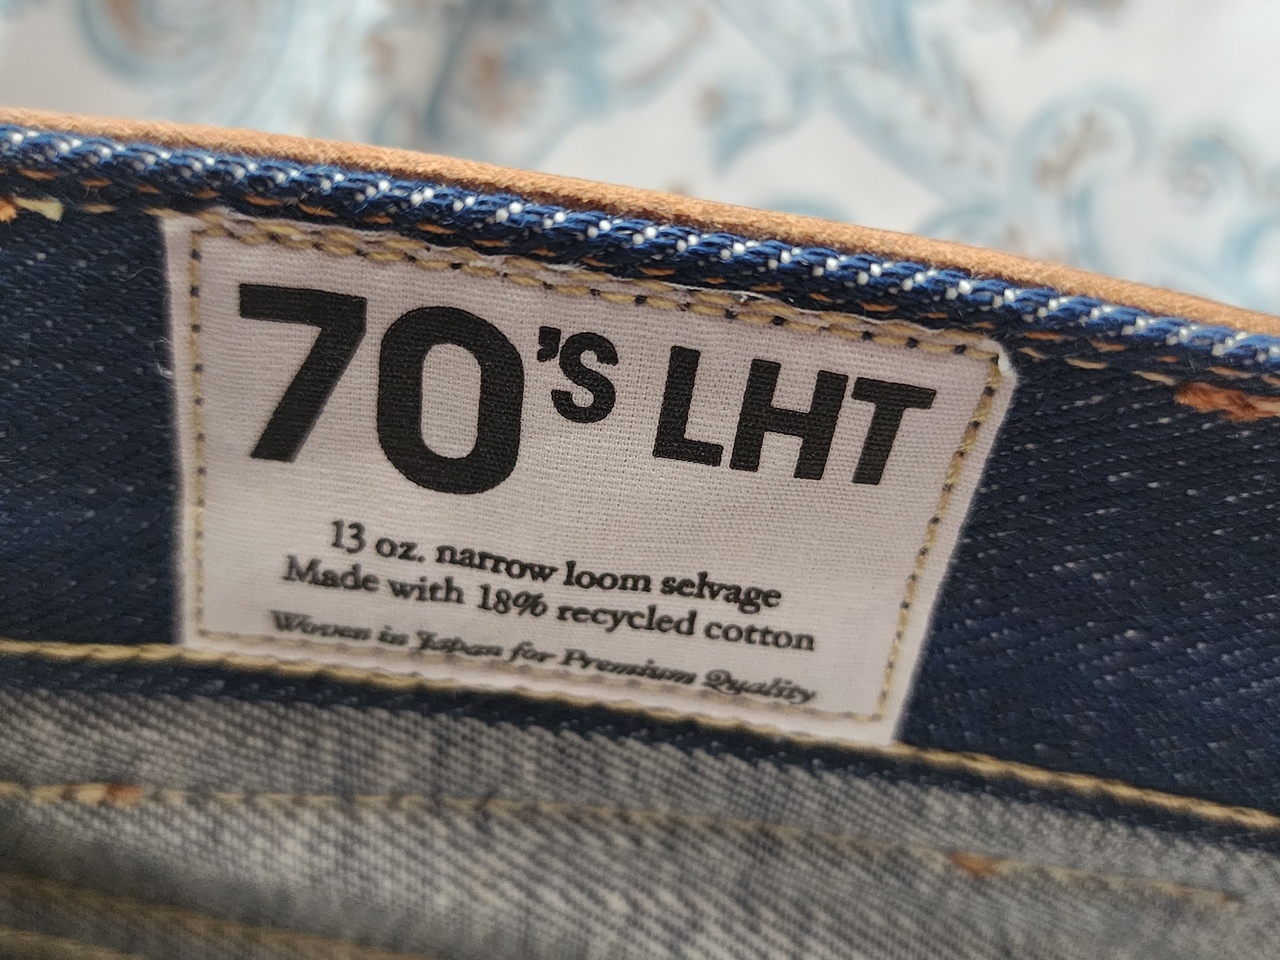 70's LHT
13 oz. narrow loom selvage
Made with 18% recycled cotton
Woven in Japan for Premium Quality